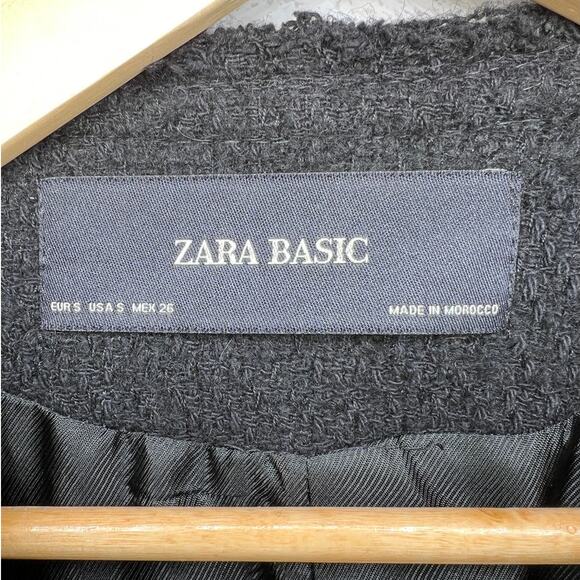 ZARA BASIC
EUR S USA S MEX 26 MADE IN MOROCCO